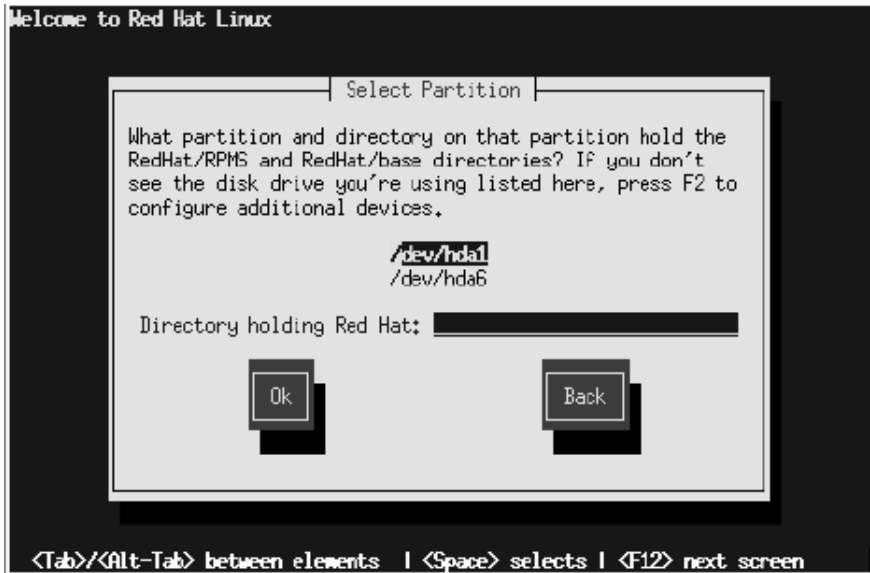 Welcome to Red Hat Linux
Select Partition
What partition and directory on that partition hold the
RedHat/RPMS and RedHat/base directories? If you don't
see the disk drive you're using listed here, press F2 to
configure additional devices.
/dev/hda1
/dev/hda6
Directory holding Red Hat:
Ok Back
<Tab>/<Alt-Tab> between elements | <Space> selects | <F12> next screen